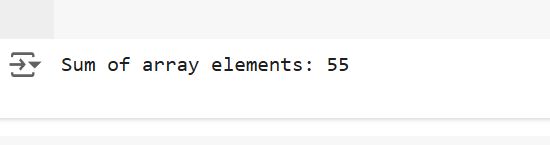 Sum of array elements: 55